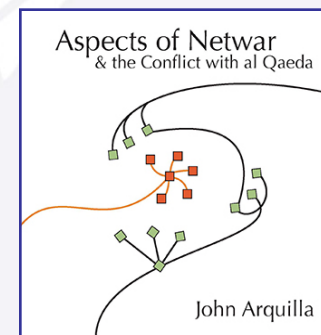 Aspects of Netwar
& the Conflict with al Qaeda
John Arquilla